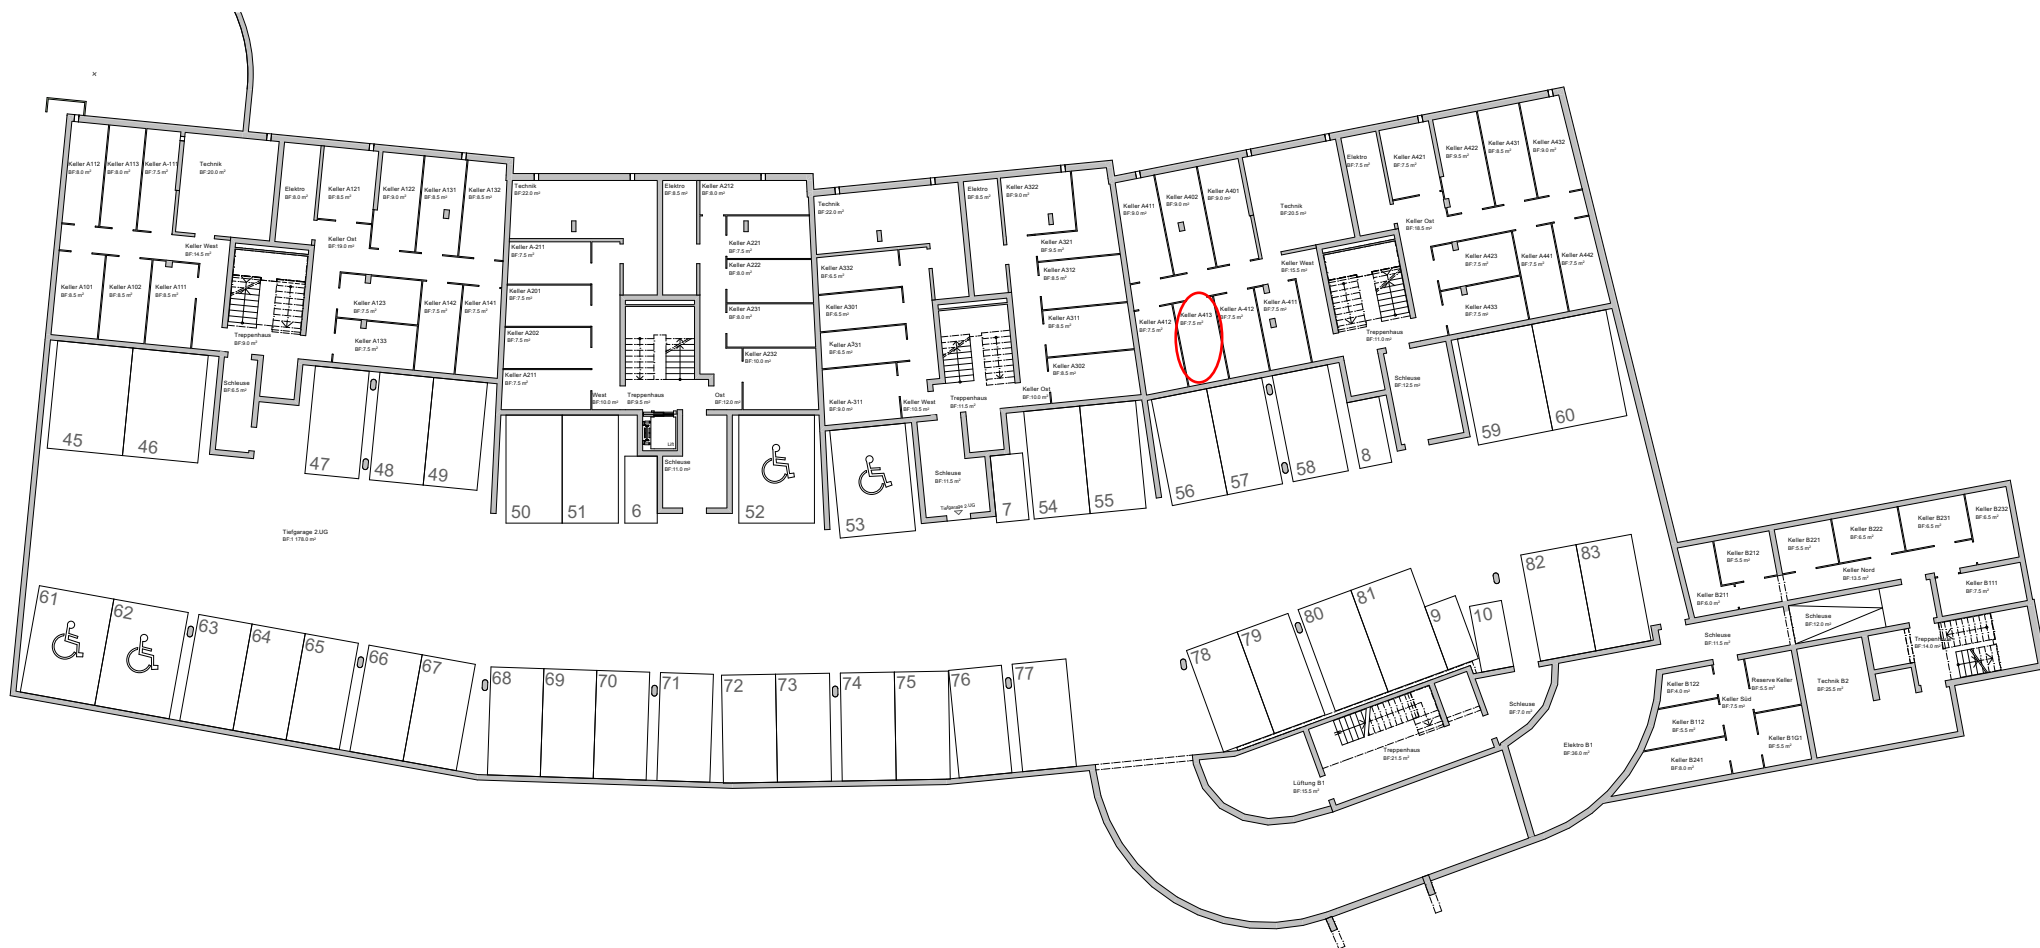 Keller A112
BF:8.0 m²
Keller A113
BF:8.0 m²
Keller A-111
BF:7.5 m²
Technik
BF:20.0 m²
Elektro
BF:8.0 m²
Keller A121
BF:8.5 m²
Keller A122
BF:9.0 m²
Keller A131
BF:8.5 m²
Keller A132
BF:8.5 m²
Keller West
BF:14.5 m²
Keller Ost
BF:19.0 m²
Keller A101
BF:8.5 m²
Keller A102
BF:8.5 m²
Keller A111
BF:8.5 m²
Keller A123
BF:7.5 m²
Keller A142
BF:7.5 m²
Keller A141
BF:7.5 m²
Keller A133
BF:7.5 m²
Treppenhaus
BF:9.0 m²
Schleuse
BF:6.5 m²
45
46
47
48
49
Technik
BF:22.0 m²
Elektro
BF:8.5 m²
Keller A212
BF:8.0 m²
Keller A-211
BF:7.5 m²
Keller A221
BF:7.5 m²
Keller A222
BF:8.0 m²
Keller A201
BF:7.5 m²
Keller A231
BF:9.0 m²
Keller A202
BF:7.5 m²
Keller A232
BF:10.0 m²
Keller A211
BF:7.5 m²
West
BF:10.0 m²
Treppenhaus
BF:9.5 m²
Ost
BF:12.0 m²
Lift
Schleuse
BF:11.0 m²
50
51
6
52
Technik
BF:22.0 m²
Elektro
BF:8.5 m²
Keller A322
BF:9.0 m²
Keller A321
BF:9.5 m²
Keller A332
BF:6.5 m²
Keller A312
BF:8.5 m²
Keller A301
BF:6.5 m²
Keller A311
BF:8.5 m²
Keller A331
BF:6.5 m²
Keller A302
BF:8.5 m²
Keller A-311
BF:9.0 m²
Keller West
BF:10.5 m²
Treppenhaus
BF:11.5 m²
Keller Ost
BF:10.0 m²
Schleuse
BF:11.5 m²
Tiefgarage 2.UG
53
7
54
55
Keller A411
BF:9.0 m²
Keller A402
BF:9.0 m²
Keller A401
BF:9.0 m²
Technik
BF:20.5 m²
Elektro
BF:7.5 m²
Keller A421
BF:7.5 m²
Keller A422
BF:9.5 m²
Keller A431
BF:8.5 m²
Keller A432
BF:9.0 m²
Keller Ost
BF:18.5 m²
Keller West
BF:15.5 m²
Keller A423
BF:7.5 m²
Keller A441
BF:7.5 m²
Keller A442
BF:7.5 m²
Keller A412
BF:7.5 m²
Keller A413
BF:7.5 m²
Keller A-412
BF:7.5 m²
Keller A-411
BF:7.5 m²
Keller A433
BF:7.5 m²
Treppenhaus
BF:11.0 m²
Schleuse
BF:12.5 m²
56
57
58
8
59
60
Tiefgarage 2.UG
BF:1 178.0 m²
61
62
63
64
65
66
67
68
69
70
71
72
73
74
75
76
77
78
79
80
81
9
10
82
83
Keller B212
BF:5.5 m²
Keller B221
BF:5.5 m²
Keller B222
BF:6.5 m²
Keller B231
BF:6.5 m²
Keller B232
BF:6.5 m²
Keller B211
BF:6.0 m²
Keller Nord
BF:13.5 m²
Keller B111
BF:7.5 m²
Schleuse
BF:12.0 m²
Schleuse
BF:11.5 m²
BF:14.0 m²
Keller B122
BF:4.0 m²
Reserve Keller
BF:5.5 m²
Technik B2
BF:25.5 m²
Keller Süd
BF:7.5 m²
Keller B112
BF:5.5 m²
Keller B1G1
BF:5.5 m²
Keller B241
BF:8.0 m²
Schleuse
BF:7.0 m²
Elektro B1
BF:36.0 m²
Treppenhaus
BF:21.5 m²
Lüftung B1
BF:15.5 m²